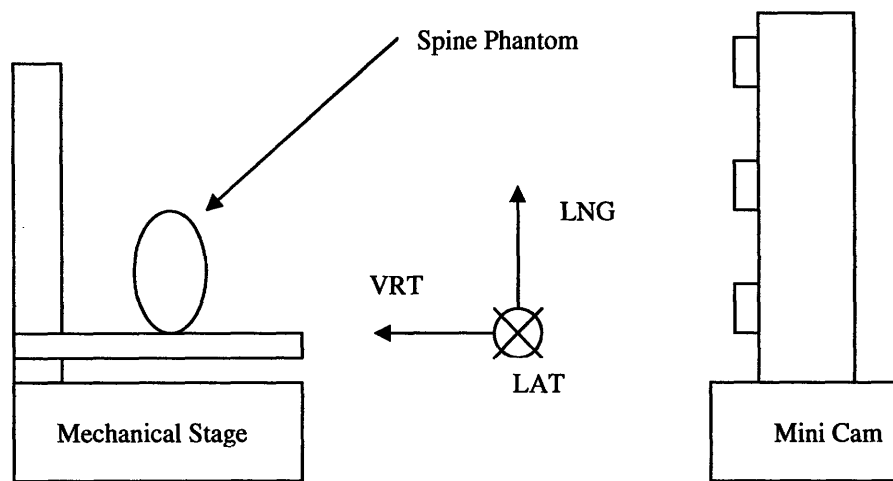 Spine Phantom
LNG
VRT
LAT
Mechanical Stage
Mini Cam